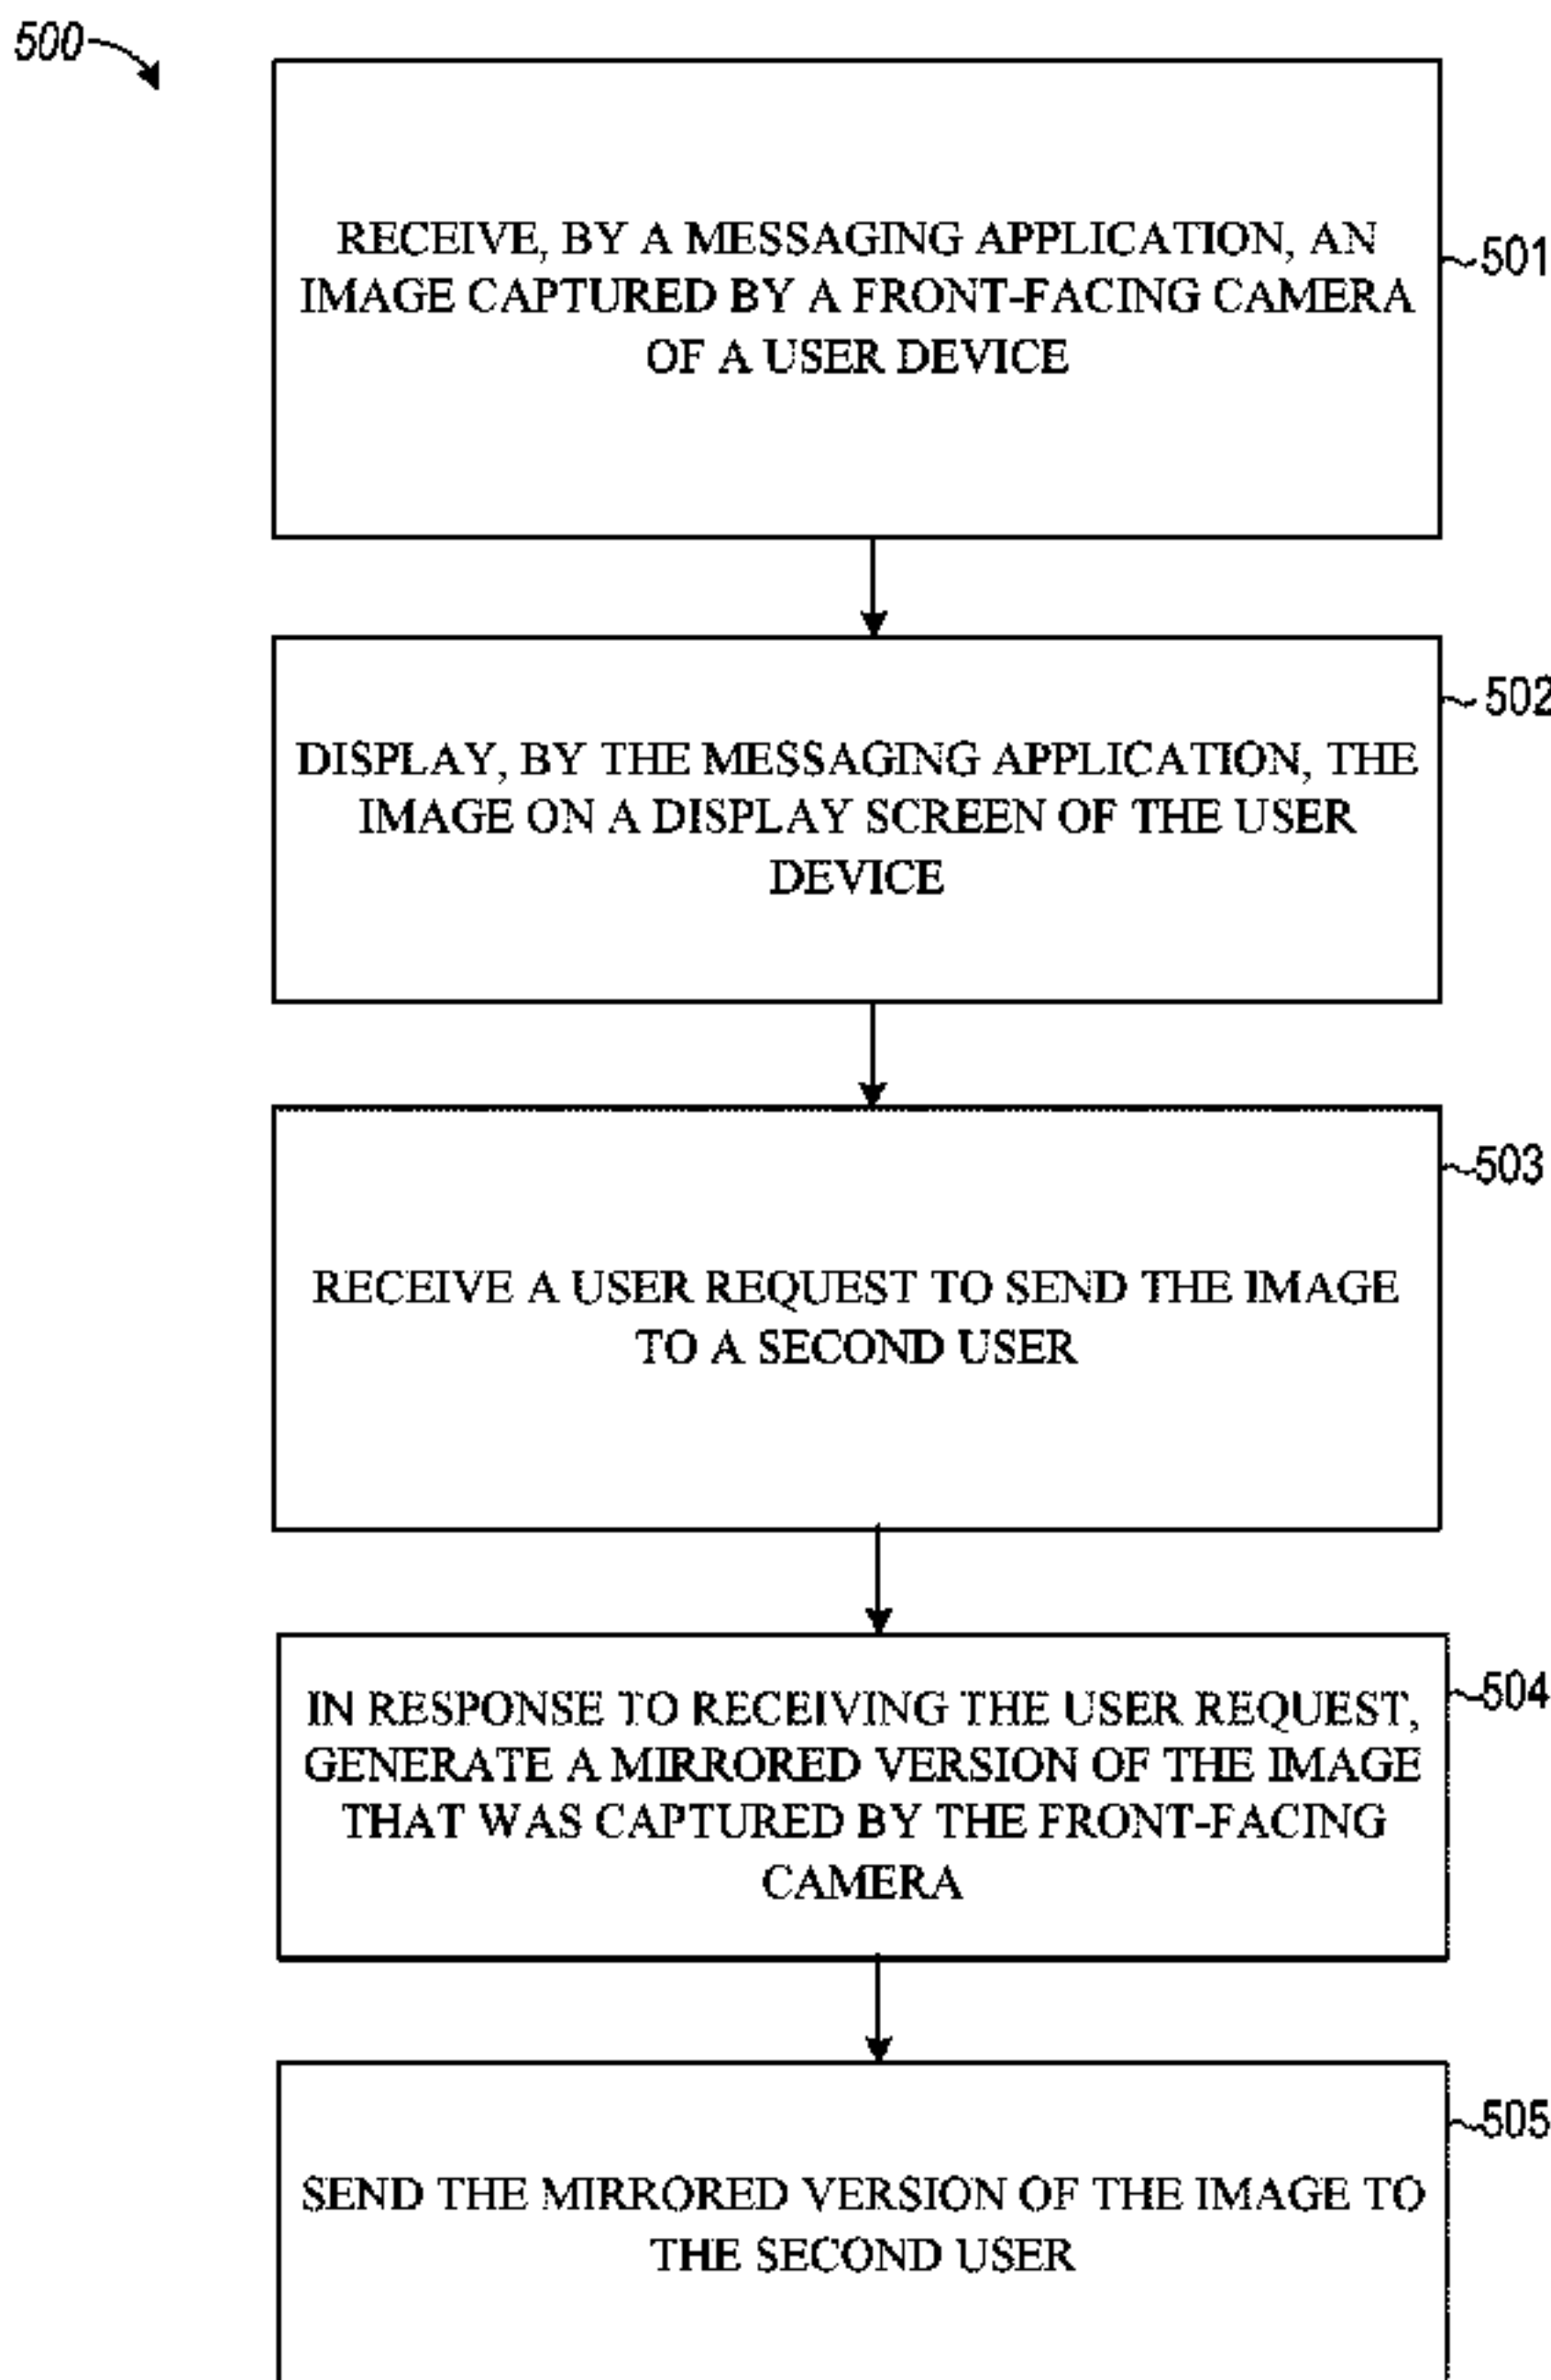 500
RECEIVE, BY A MESSAGING APPLICATION, AN
IMAGE CAPTURED BY A FRONT-FACING CAMERA
OF A USER DEVICE
501
502
DISPLAY, BY THE MESSAGING APPLICATION, THE
IMAGE ON A DISPLAY SCREEN OF THE USER
DEVICE
503
RECEIVE A USER REQUEST TO SEND THE IMAGE
TO A SECOND USER
504
IN RESPONSE TO RECEIVING THE USER REQUEST,
GENERATE A MIRRORED VERSION OF THE IMAGE
THAT WAS CAPTURED BY THE FRONT-FACING
CAMERA
505
SEND THE MIRRORED VERSION OF THE IMAGE TO
THE SECOND USER